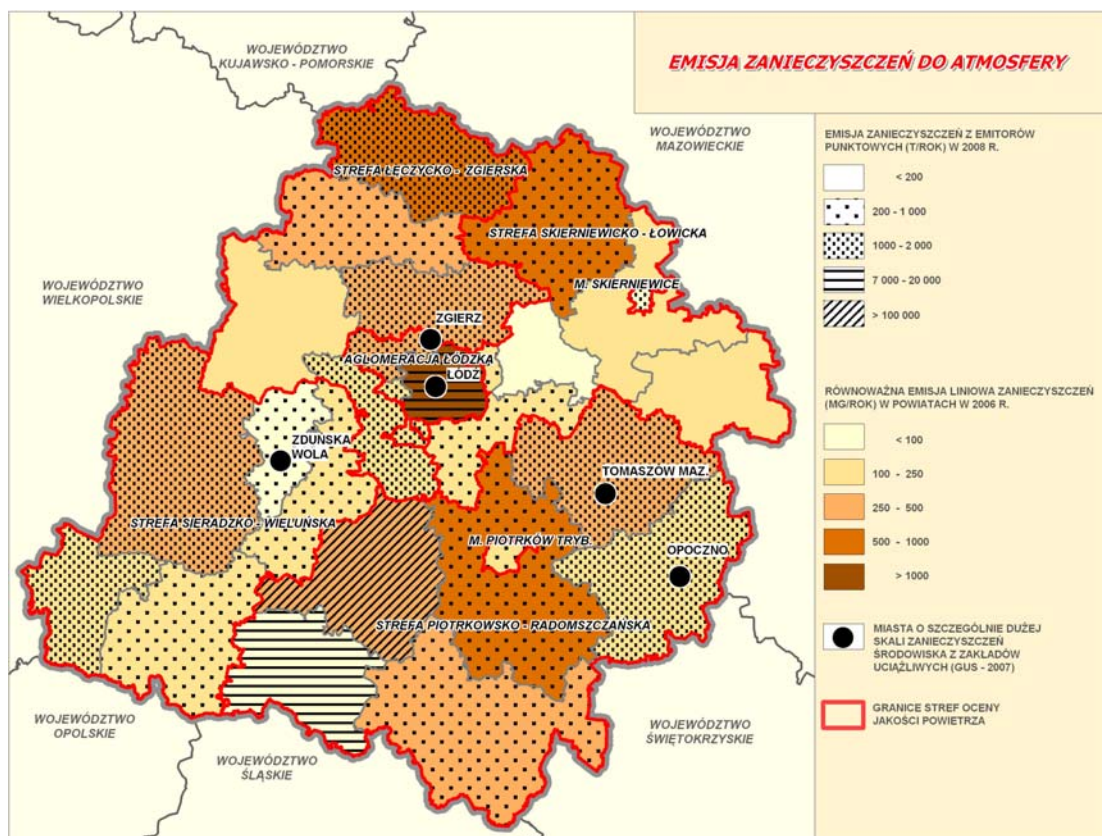 EMISJA ZANIECZYSZCZEŃ DO ATMOSFERY
WOJEWÓDZTWO
KUJAWSKO - POMORSKIE
WOJEWÓDZTWO
MAZOWIECKIE
STREFA ŁĘCZYCKO - ZGIERSKA
STREFA SKIERNIEWICKO - ŁOWICKA
WOJEWÓDZTWO
WIELKOPOLSKIE
M. SKIERNIEWICE
ZGIERZ
AGLOMERACJA ŁÓDZKA
ŁÓDŹ
ZDUŃSKA
WOLA
TOMASZÓW MAZ.
STREFA SIERADZKO - WIELUŃSKA
M. PIOTRKÓW TRYB.
OPOCZNO
STREFA PIOTRKOWSKO - RADOMSZCZAŃSKA
WOJEWÓDZTWO
OPOLSKIE
WOJEWÓDZTWO
ŚLĄSKIE
WOJEWÓDZTWO
ŚWIĘTOKRZYSKIE
EMISJA ZANIECZYSZCZEŃ Z EMITORÓW
PUNKTOWYCH (T/ROK) W 2008 R.
< 200
200 - 1 000
1000 - 2 000
7 000 - 20 000
> 100 000
RÓWNOWAŻNA EMISJA LINIOWA ZANIECZYSZCZEŃ
(MG/ROK) W POWIATACH W 2006 R.
< 100
100 - 250
250 - 500
500 - 1000
> 1000
MIASTA O SZCZEGÓLNIE DUŻEJ
SKALI ZANIECZYSZCZEŃ
ŚRODOWISKA Z ZAKŁADÓW
UCIĄŻLIWYCH (GUS - 2007)
GRANICE STREF OCENY
JAKOŚCI POWIETRZA